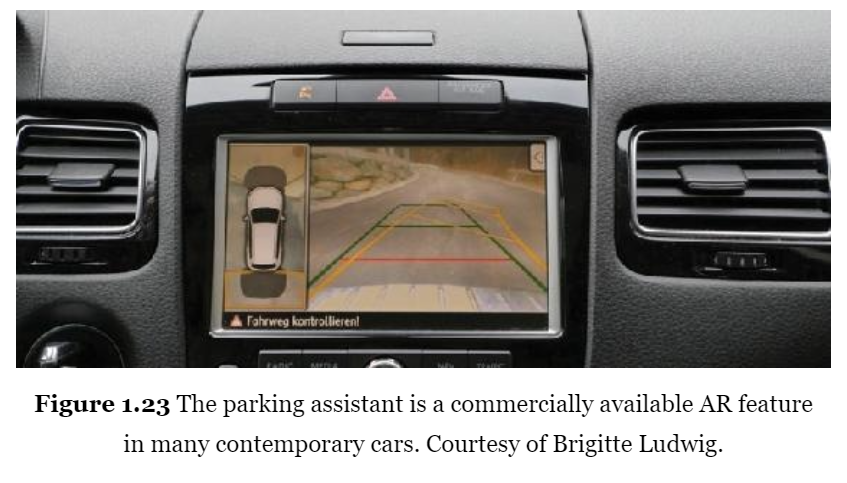 Fahrweg kontrollieren!
MEDIA
Figure 1.23 The parking assistant is a commercially available AR feature
in many contemporary cars. Courtesy of Brigitte Ludwig.